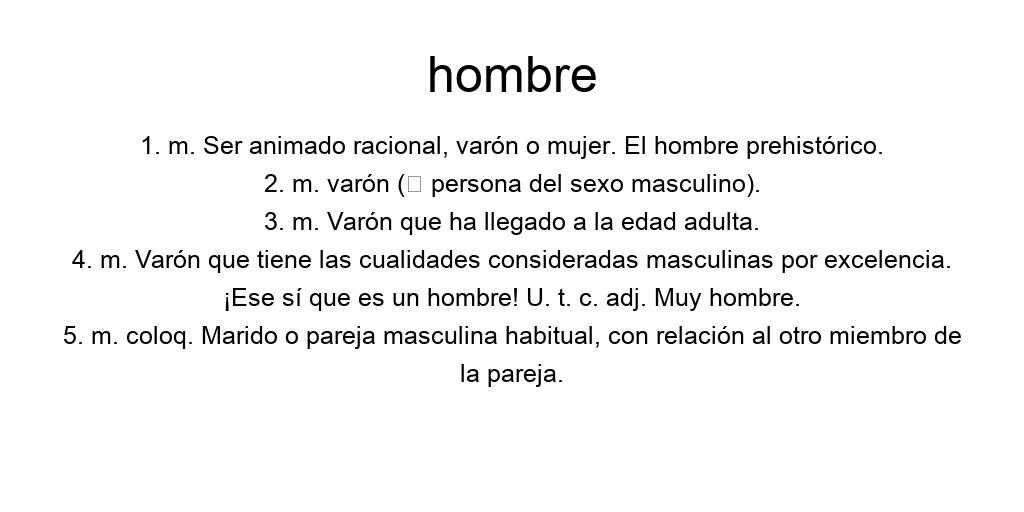 hombre
1. m. Ser animado racional, varón o mujer. El hombre prehistórico.
2. m. varón (□ persona del sexo masculino).
3. m. Varón que ha llegado a la edad adulta.
4. m. Varón que tiene las cualidades consideradas masculinas por excelencia.
¡Ese sí que es un hombre! U. t. c. adj. Muy hombre.
5. m. coloq. Marido o pareja masculina habitual, con relación al otro miembro de
la pareja.